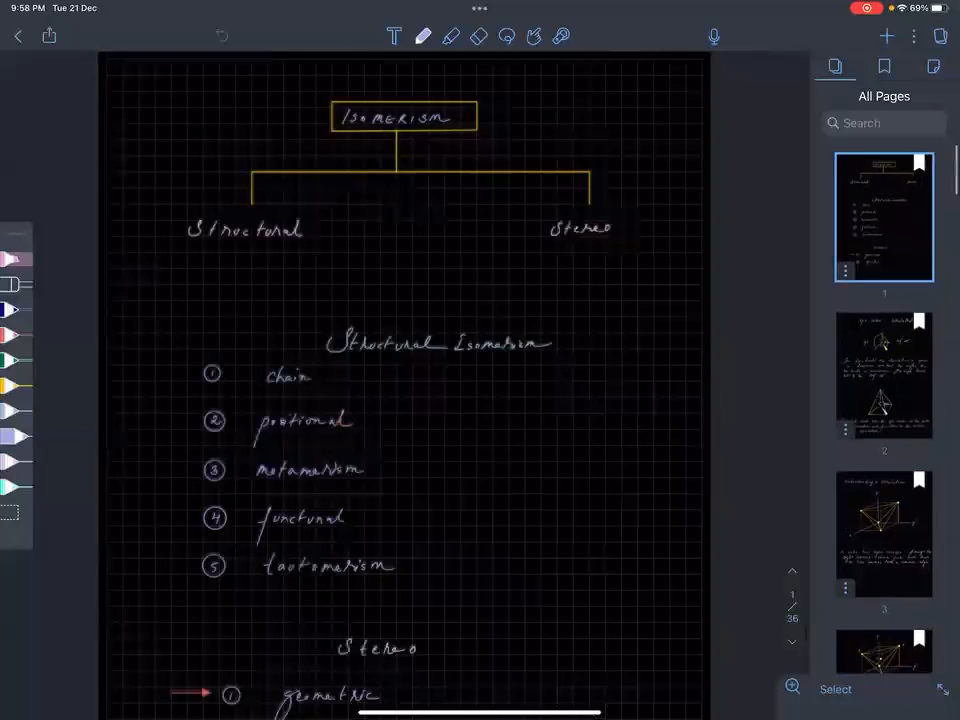 9:58 PM Tue 21 Dec
69%
All Pages
Search
ISOMERISM
Structural
Stereo
Structural Isomerism
① chain
② positional
③ metamerism
④ functional
⑤ tautomerism
Stereo
① geometric
1
2
3
1
/
36
Select